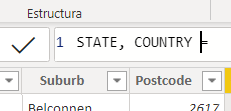 Estructura
1 STATE, COUNTRY =
Suburb Postcode
Belconnen 2617